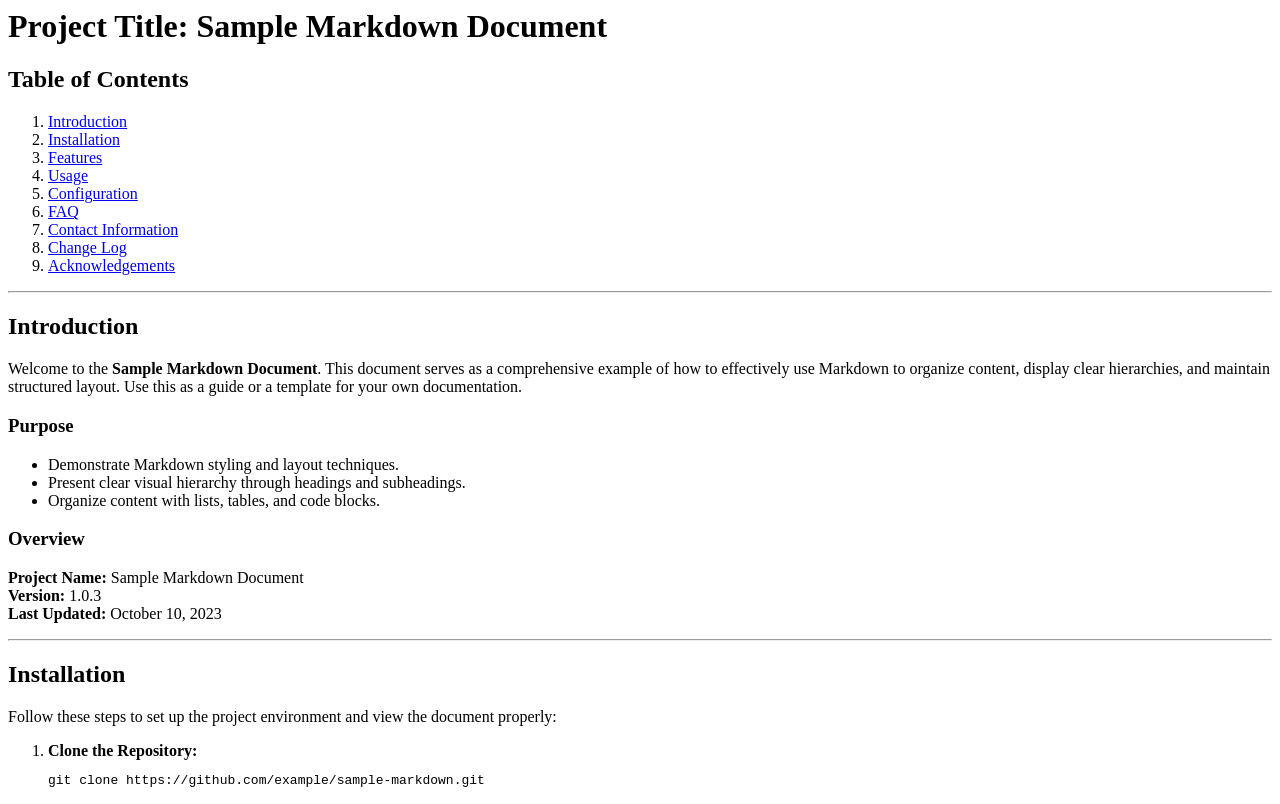 Project Title: Sample Markdown Document
Table of Contents
1. Introduction
2. Installation
3. Features
4. Usage
5. Configuration
6. FAQ
7. Contact Information
8. Change Log
9. Acknowledgements
Introduction
Welcome to the Sample Markdown Document. This document serves as a comprehensive example of how to effectively use Markdown to organize content, display clear hierarchies, and maintain
structured layout. Use this as a guide or a template for your own documentation.
Purpose
• Demonstrate Markdown styling and layout techniques.
• Present clear visual hierarchy through headings and subheadings.
• Organize content with lists, tables, and code blocks.
Overview
Project Name: Sample Markdown Document
Version: 1.0.3
Last Updated: October 10, 2023
Installation
Follow these steps to set up the project environment and view the document properly:
1. Clone the Repository:
git clone https://github.com/example/sample-markdown.git